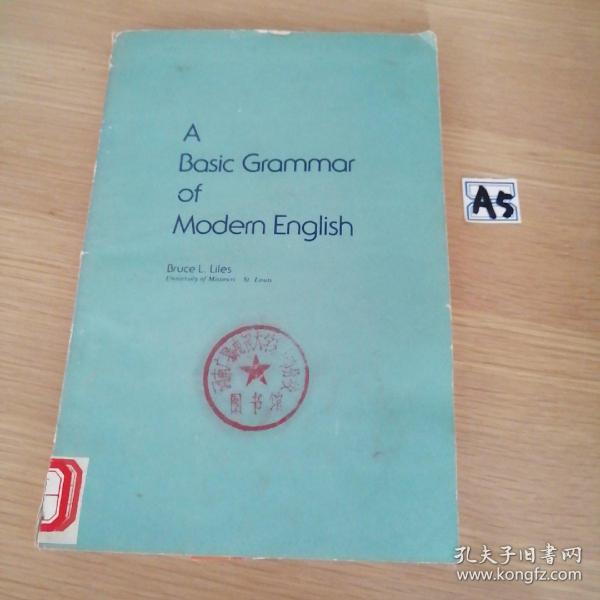 A
Basic Grammar
of
Modern English
Bruce L. Liles
University of Missouri St. Louis
A5
图书馆
孔夫子旧书网
www.kongfz.com